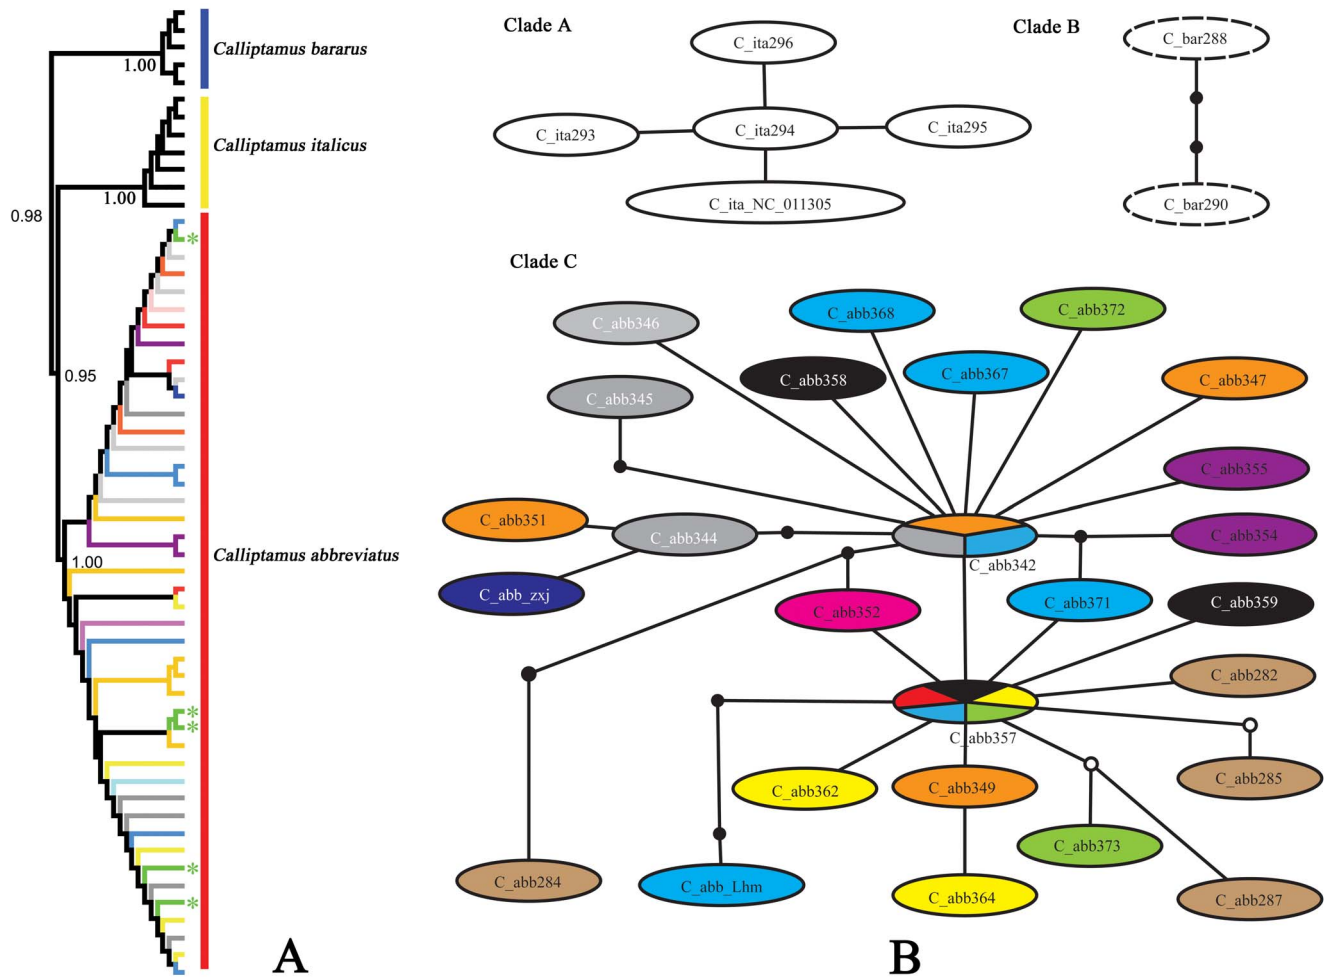 Calliptamus bararus
1.00
Calliptamus italicus
1.00
0.98
*
0.95
1.00
Calliptamus abbreviatus
*
*
*
*
A
Clade A
C_ita296
C_ita293
C_ita294
C_ita295
C_ita_NC_011305
Clade B
C_bar288
C_bar290
Clade C
C_abb346
C_abb368
C_abb372
C_abb358
C_abb367
C_abb347
C_abb345
C_abb355
C_abb351
C_abb344
C_abb354
C_abb342
C_abb_zxj
C_abb352
C_abb371
C_abb359
C_abb282
C_abb357
C_abb285
C_abb362
C_abb349
C_abb373
C_abb284
C_abb_Lhm
C_abb364
C_abb287
B